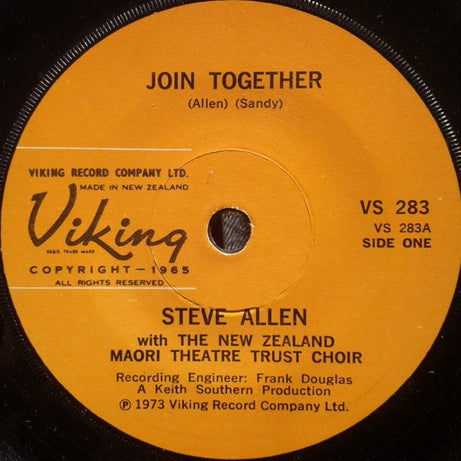 JOIN TOGETHER
(Allen) (Sandy)
VIKING RECORD COMPANY LTD.
MADE IN NEW ZEALAND
Viking
REGD. TRADE MARK
COPYRIGHT — 1965
ALL RIGHTS RESERVED
VS 283
VS 283A
SIDE ONE
STEVE ALLEN
with THE NEW ZEALAND
MAORI THEATRE TRUST CHOIR
Recording Engineer: Frank Douglas
A Keith Southern Production
℗ 1973 Viking Record Company Ltd.